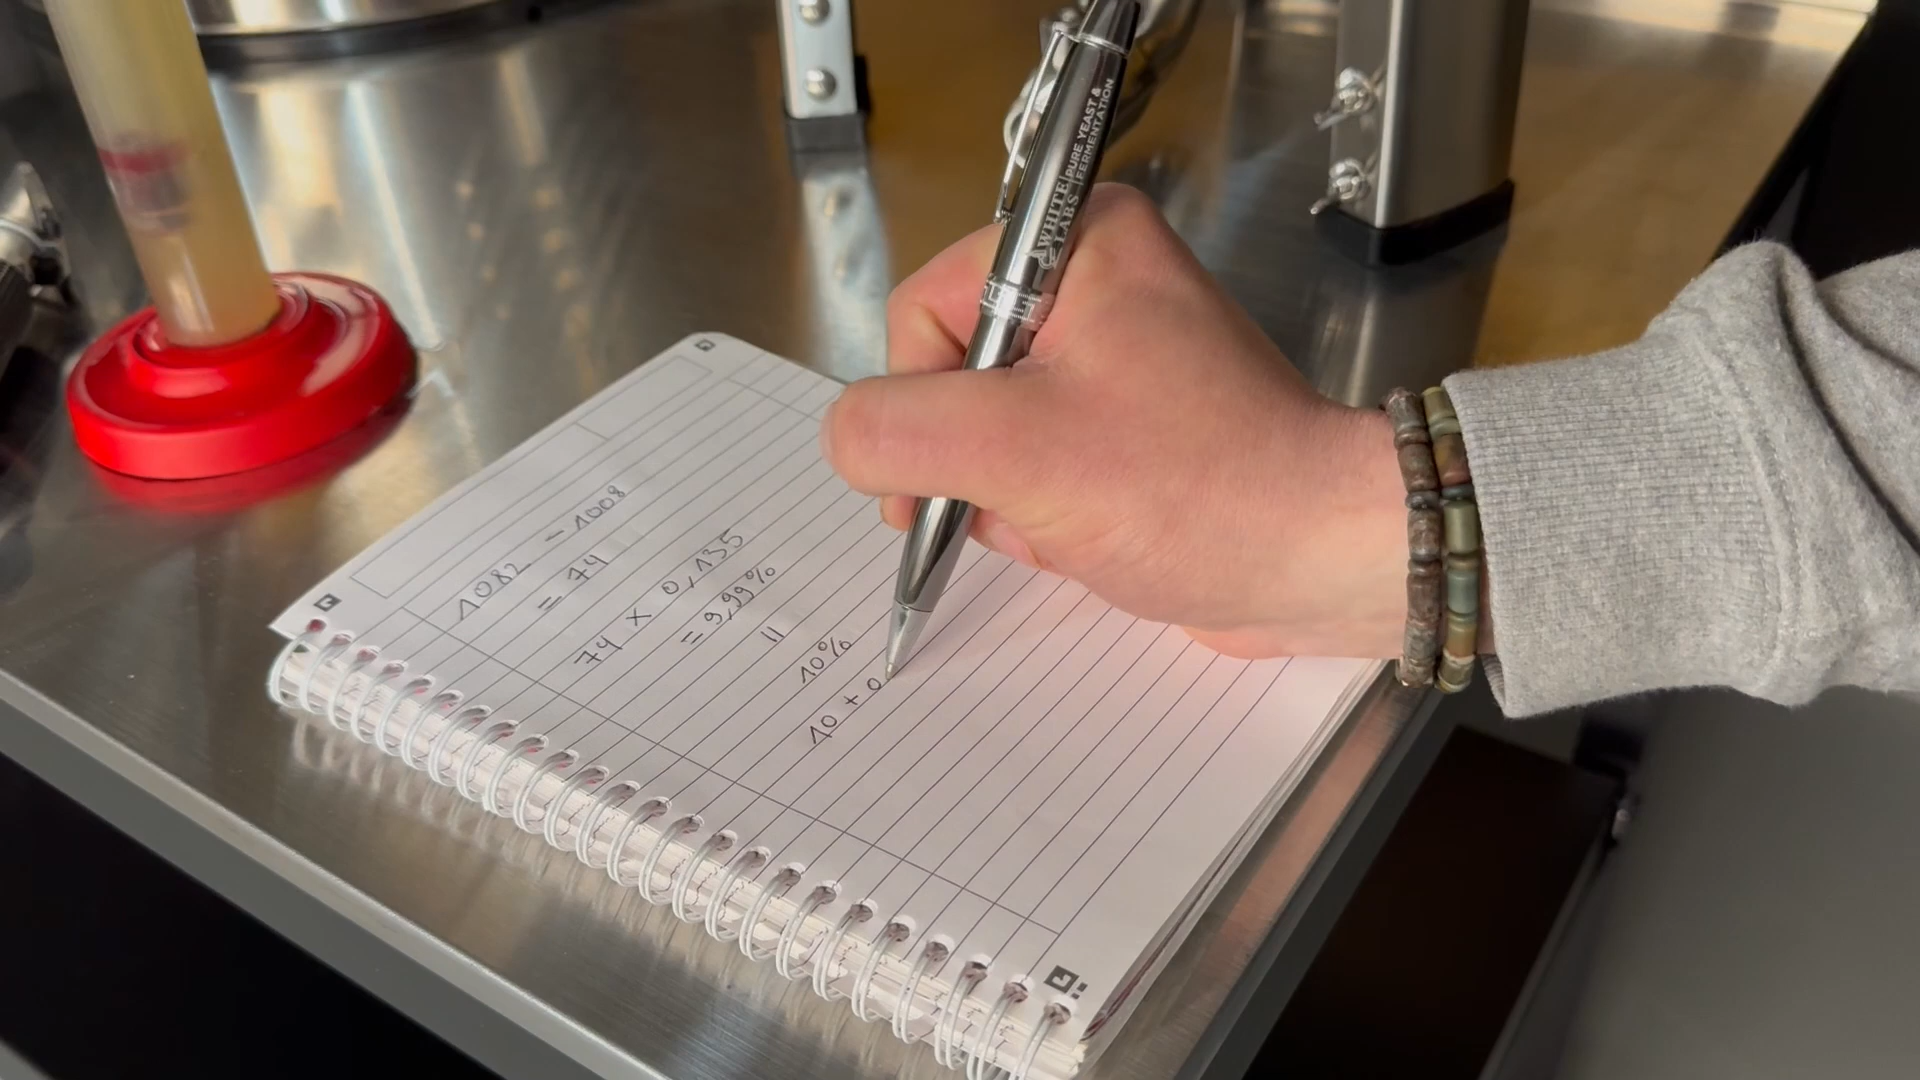 WHITE LABS
PURE YEAST & FERMENTATION
1082 - 1008
= 74
74 x 0,135
= 9,99%
=
10%
10 + 0